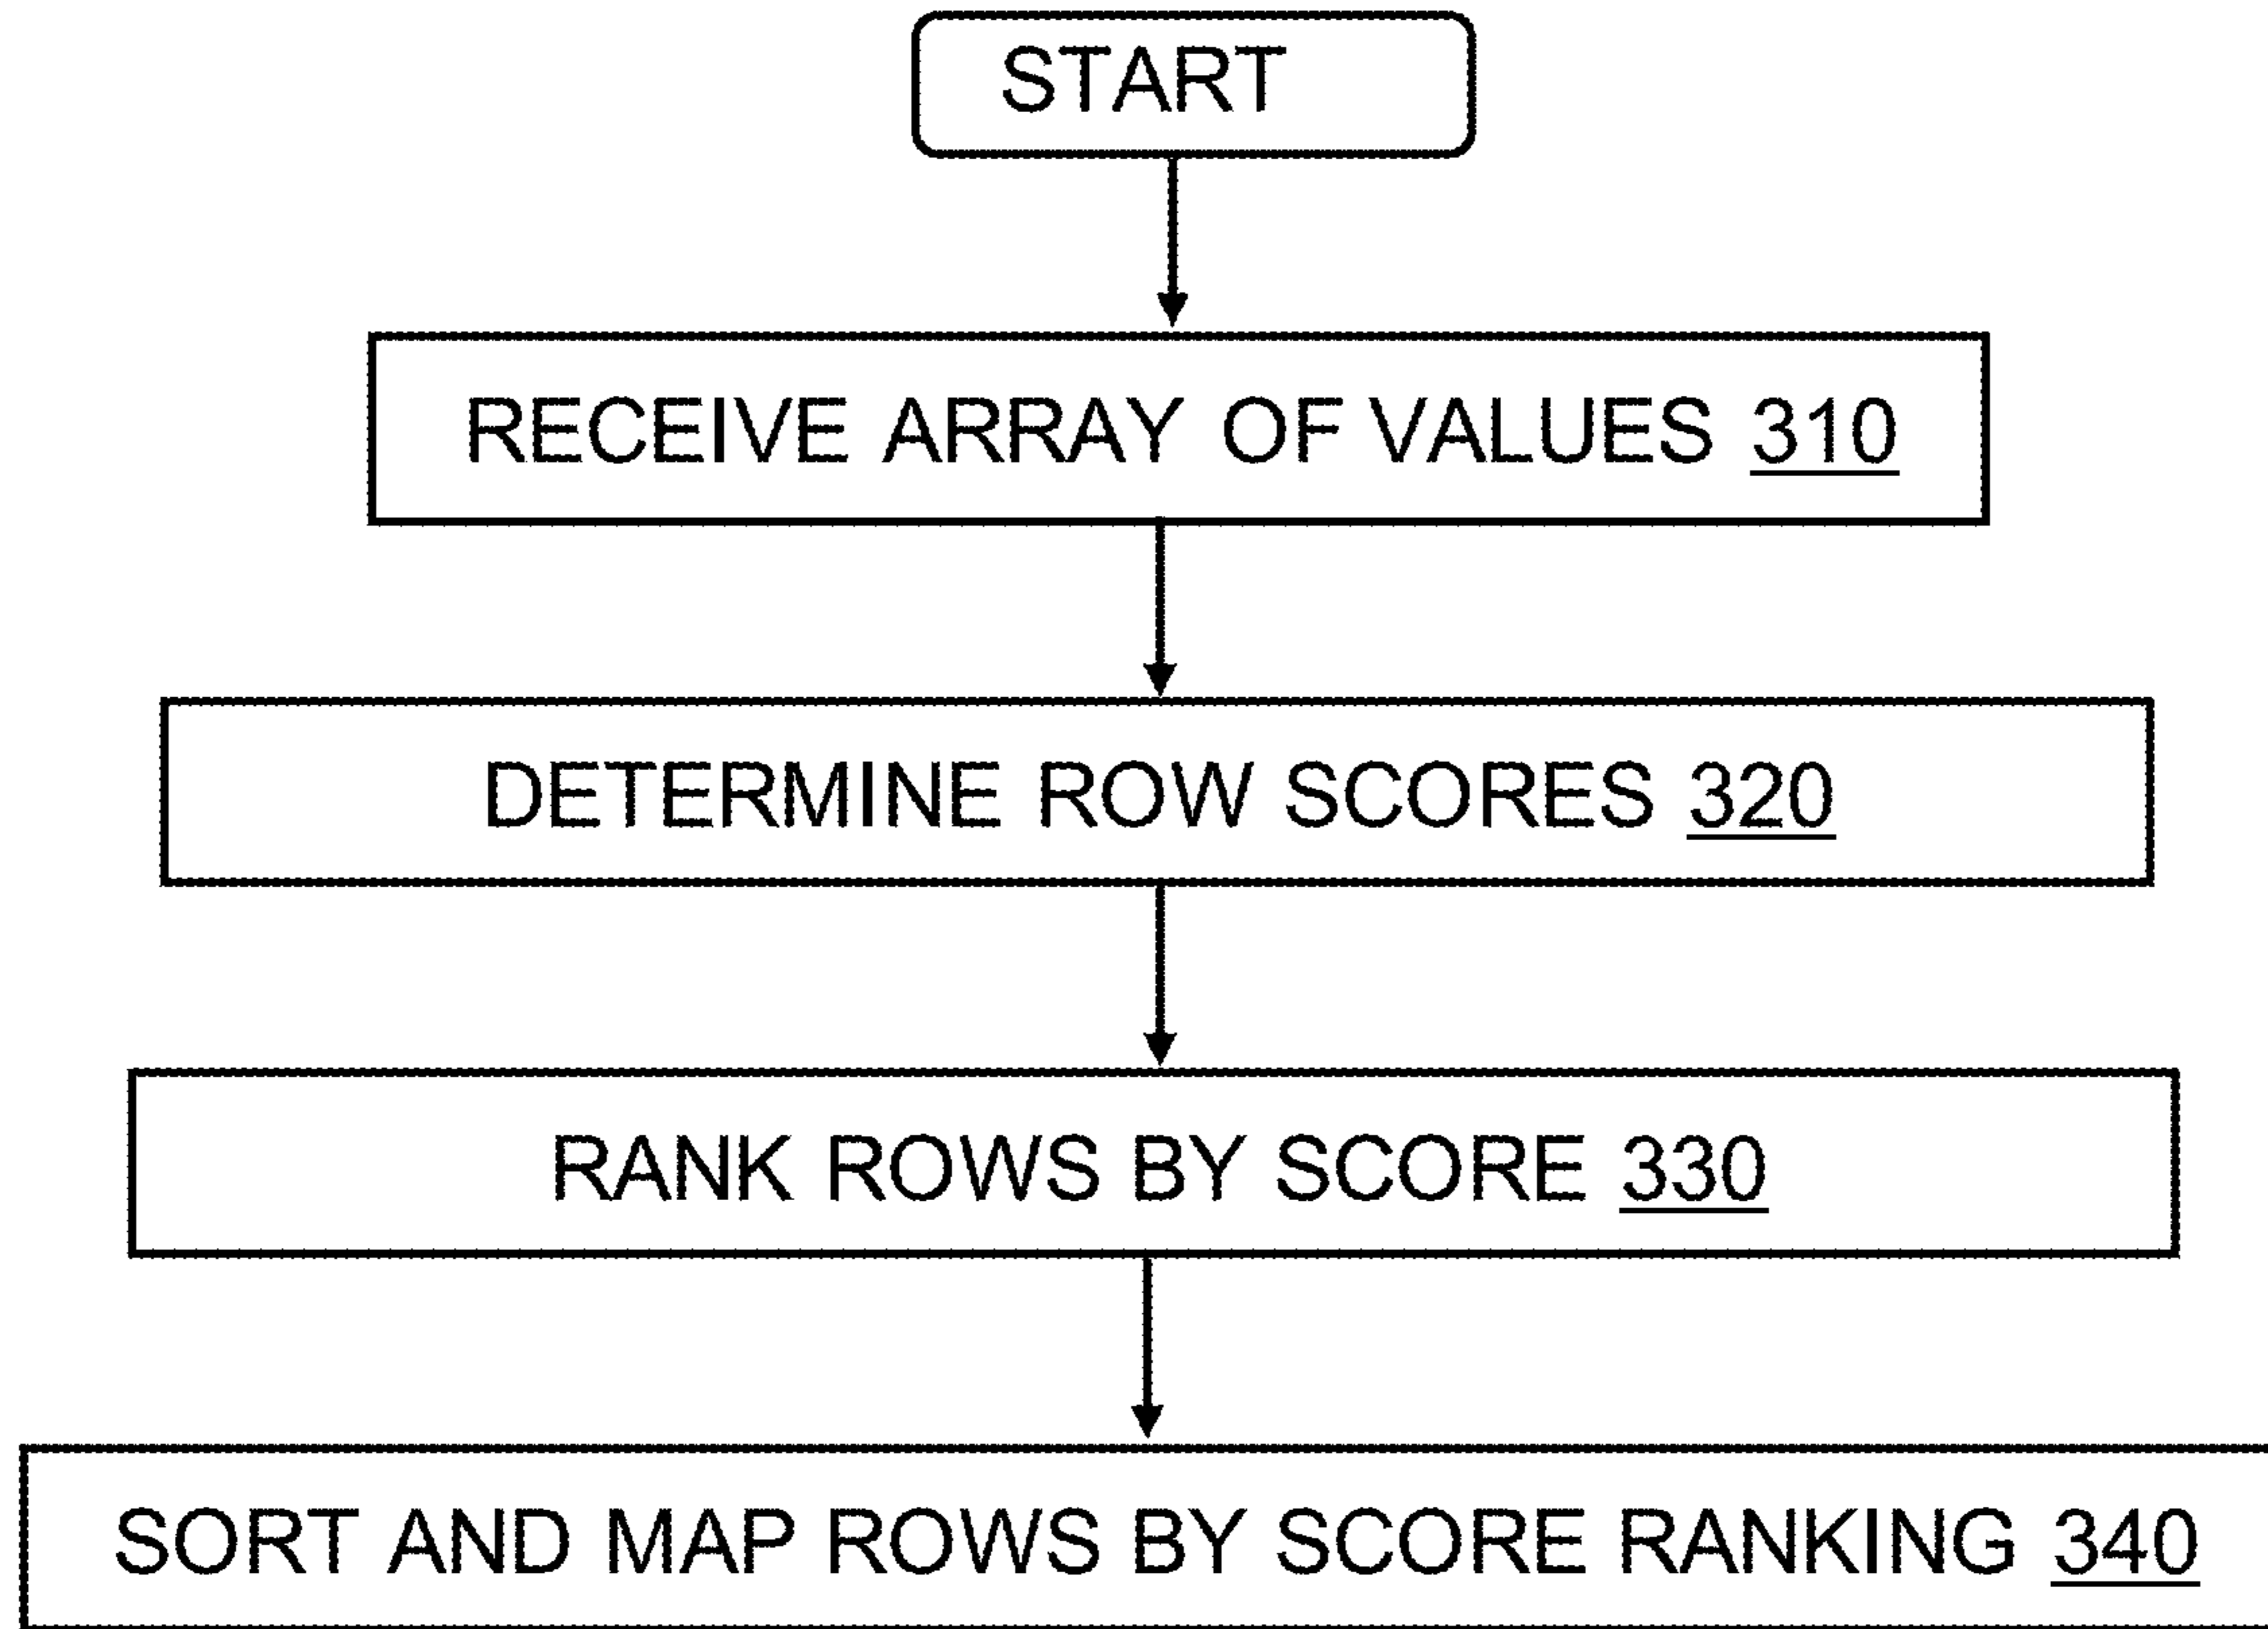 START
RECEIVE ARRAY OF VALUES 310
DETERMINE ROW SCORES 320
RANK ROWS BY SCORE 330
SORT AND MAP ROWS BY SCORE RANKING 340